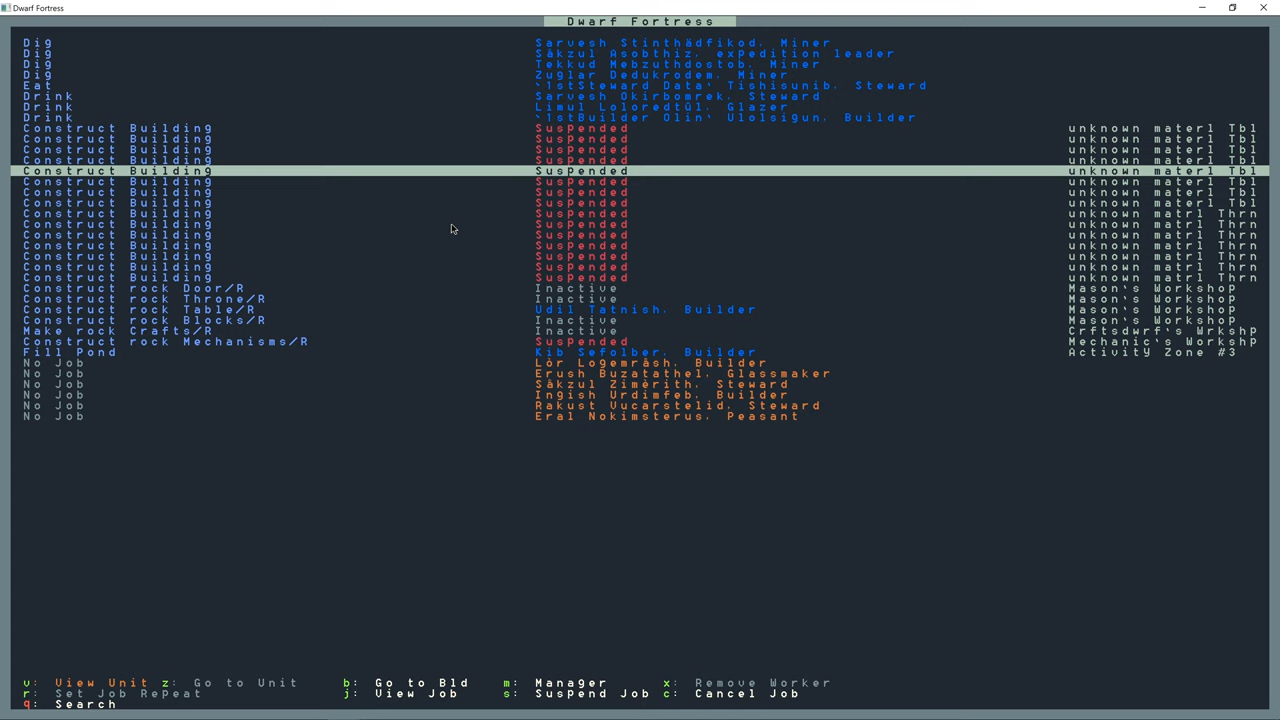 Dwarf Fortress
Dwarf Fortress
Dig Sarvesh Stinthädfikod, Miner
Dig Såkzul Asobthiz, expedition leader
Dig Tekkud Mebzuthdostob, Miner
Dig Zuglar Dedukrodem, Miner
Eat `1stSteward Data' Tishisunib, Steward
Drink Sarvesh Okirbomrek, Steward
Drink Limul Loloredtûl, Glazer
Drink `1stBuilder Olin' Ulolsigun, Builder
Construct Building Suspended unknown materl Tbl
Construct Building Suspended unknown materl Tbl
Construct Building Suspended unknown materl Tbl
Construct Building Suspended unknown materl Tbl
Construct Building Suspended unknown materl Tbl
Construct Building Suspended unknown materl Tbl
Construct Building Suspended unknown materl Tbl
Construct Building Suspended unknown materl Tbl
Construct Building Suspended unknown matrl Thrn
Construct Building Suspended unknown matrl Thrn
Construct Building Suspended unknown matrl Thrn
Construct Building Suspended unknown matrl Thrn
Construct Building Suspended unknown matrl Thrn
Construct Building Suspended unknown matrl Thrn
Construct Building Suspended unknown matrl Thrn
Construct rock Door/R Inactive Mason's Workshop
Construct rock Throne/R Inactive Mason's Workshop
Construct rock Table/R Udil Tatnish, Builder Mason's Workshop
Construct rock Blocks/R Inactive Mason's Workshop
Make rock Crafts/R Inactive Crftsdwrf's Wrkshp
Construct rock Mechanisms/R Suspended Mechanic's Workshop
Fill Pond Kib Sefolber, Builder Activity Zone #3
No Job Lòr Logemràsh, Builder
No Job Erush Buzatathel, Glassmaker
No Job Såkzul Zimèrith, Steward
No Job Ingish Urdimfeb, Builder
No Job Rakust Vucarstelid, Steward
No Job Eral Nokimsterus, Peasant
v: View Unit z: Go to Unit b: Go to Bld m: Manager x: Remove Worker
r: Set Job Repeat j: View Job s: Suspend Job c: Cancel Job
q: Search